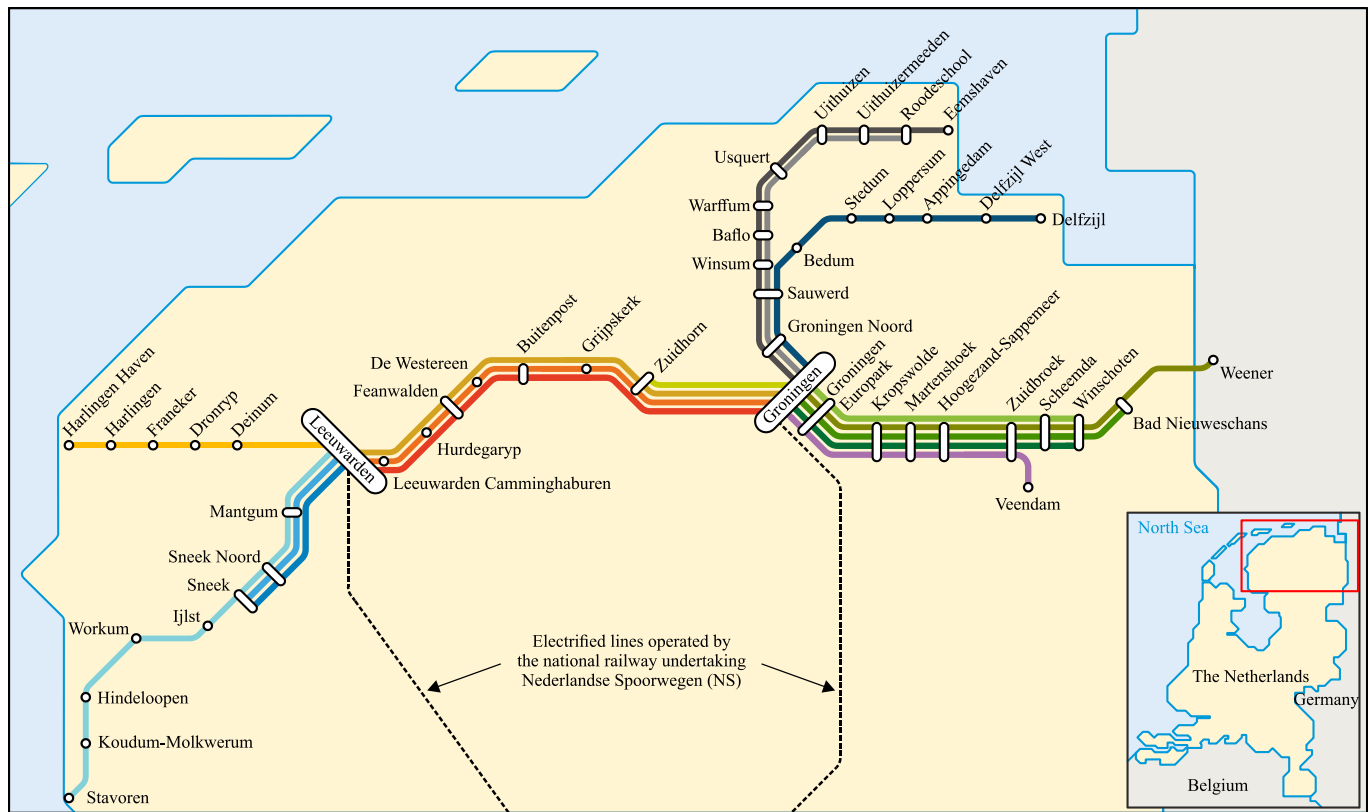 Uithuizen
Uithuizermeeden
Roodeschool
Eemshaven
Usquert
Warffum
Baflo
Winsum
Sauwerd
Groningen Noord
Stedum
Loppersum
Appingedam
Delfzijl West
Delfzijl
Bedum
Harlingen Haven
Harlingen
Franeker
Dronryp
Deinum
Leeuwarden
De Westereen
Feanwalden
Buitenpost
Grijpskerk
Zuidhorn
Hurdegaryp
Leeuwarden Camminghaburen
Groningen
Groningen
Europark
Kropswolde
Martenshoek
Hoogezand-Sappemeer
Zuidbroek
Scheemda
Winschoten
Weener
Bad Nieuweschans
Veendam
Mantgum
Sneek Noord
Sneek
Ijlst
Workum
Hindeloopen
Koudum-Molkwerum
Stavoren
Electrified lines operated by
the national railway undertaking
Nederlandse Spoorwegen (NS)
North Sea
The Netherlands
Germany
Belgium